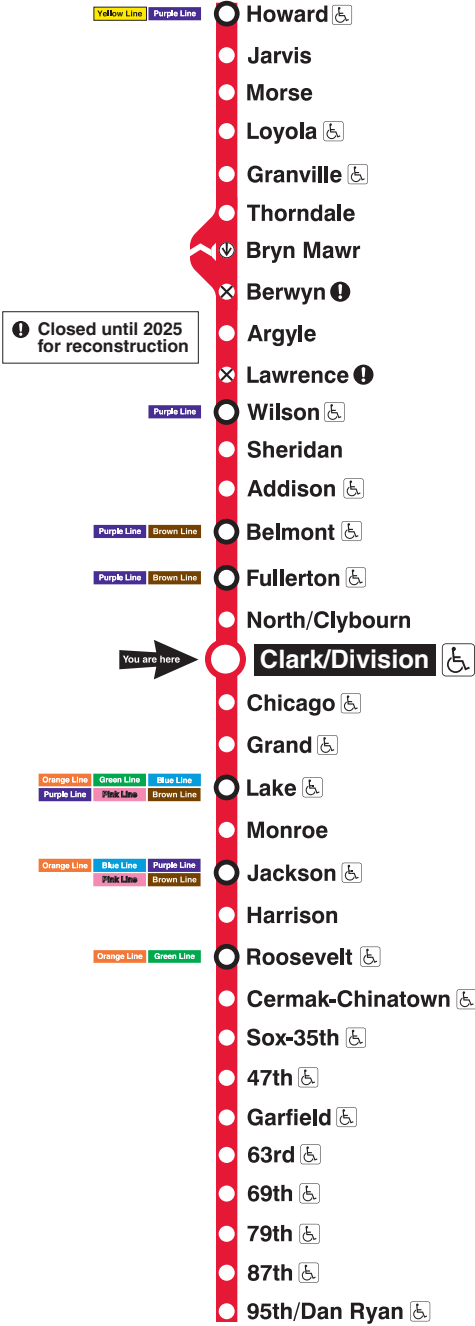 Yellow Line Purple Line Howard
Jarvis
Morse
Loyola
Granville
Thorndale
Bryn Mawr
Berwyn !
! Closed until 2025
for reconstruction
Argyle
Lawrence !
Purple Line Wilson
Sheridan
Addison
Purple Line Brown Line Belmont
Purple Line Brown Line Fullerton
North/Clybourn
You are here Clark/Division
Chicago
Grand
Orange Line Green Line Blue Line
Purple Line Pink Line Brown Line
Lake
Monroe
Orange Line Blue Line Purple Line
Pink Line Brown Line
Jackson
Harrison
Orange Line Green Line Roosevelt
Cermak-Chinatown
Sox-35th
47th
Garfield
63rd
69th
79th
87th
95th/Dan Ryan